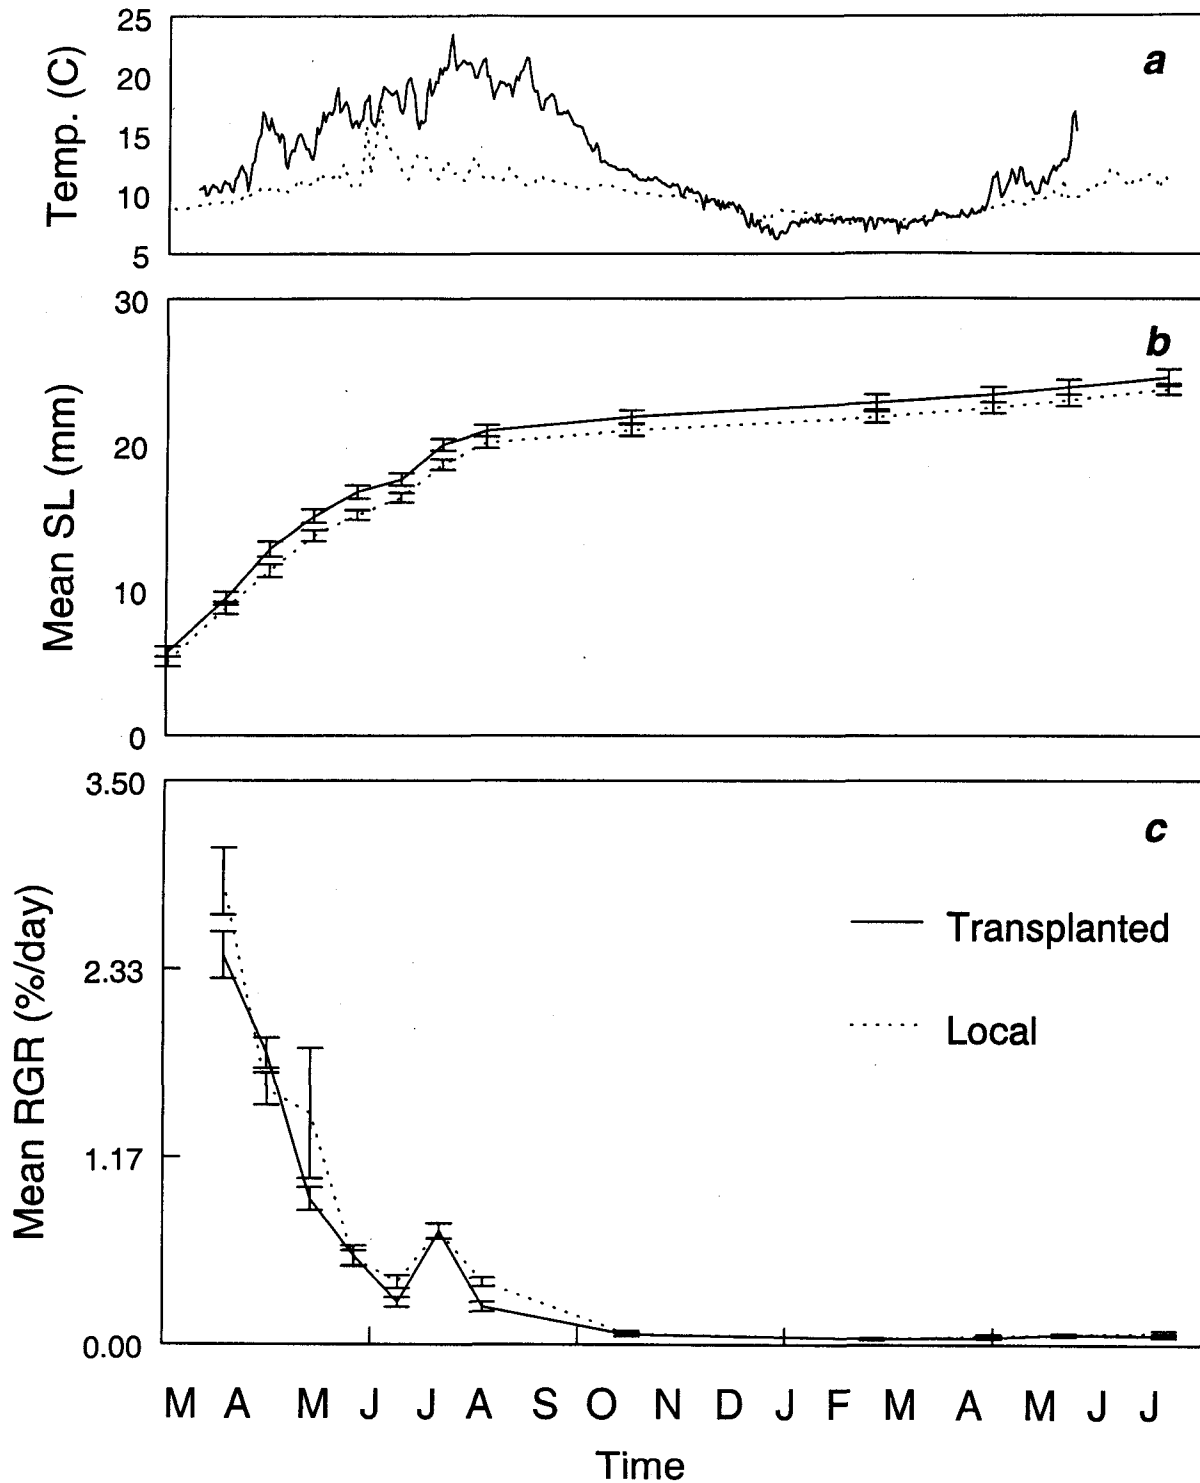 25
20
15
10
5
Temp. (C)
a
30
20
10
0
Mean SL (mm)
b
3.50
2.33
1.17
0.00
Mean RGR (%/day)
c
Transplanted
Local
M A M J J A S O N D J F M A M J J
Time